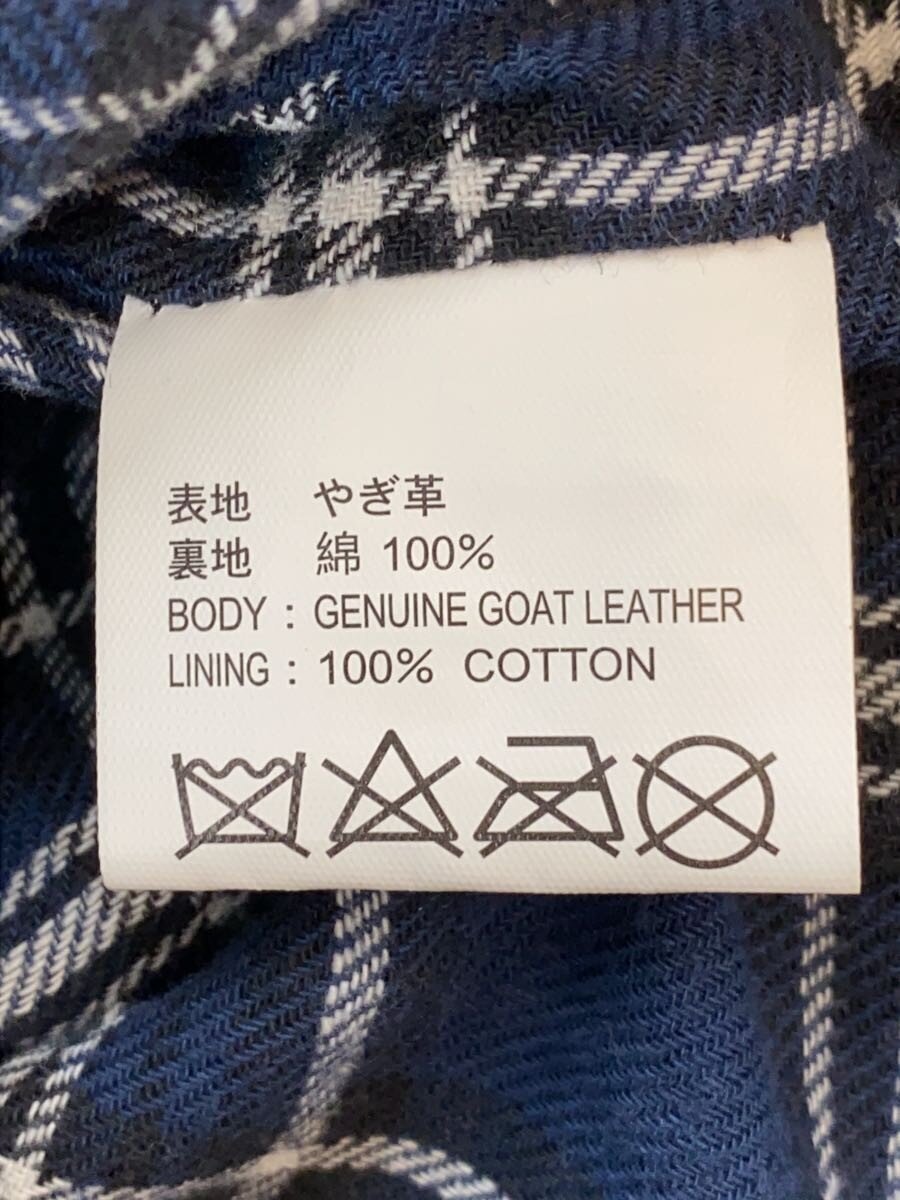 表地 やぎ革
裏地 綿 100%
BODY : GENUINE GOAT LEATHER
LINING : 100% COTTON